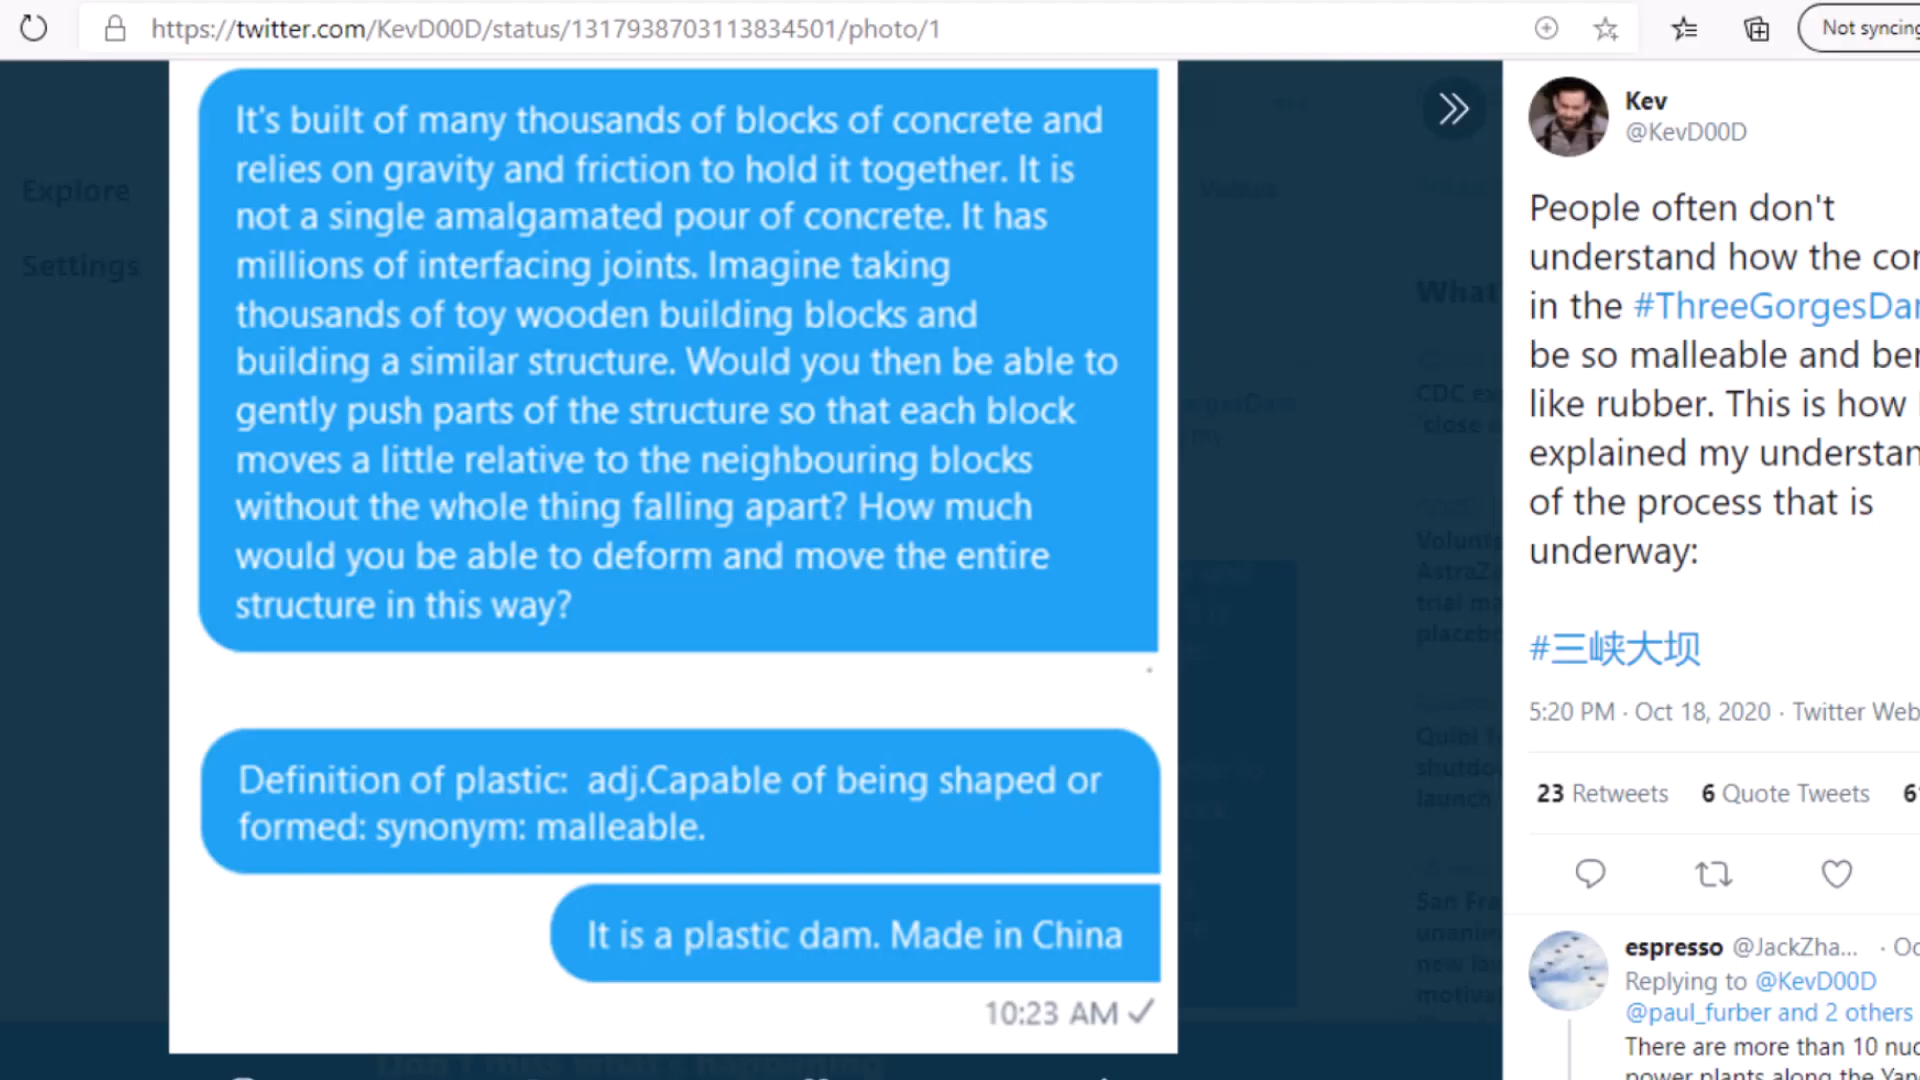 https://twitter.com/KevD00D/status/1317938703113834501/photo/1
Not syncing
It's built of many thousands of blocks of concrete and
relies on gravity and friction to hold it together. It is
not a single amalgamated pour of concrete. It has
millions of interfacing joints. Imagine taking
thousands of toy wooden building blocks and
building a similar structure. Would you then be able to
gently push parts of the structure so that each block
moves a little relative to the neighbouring blocks
without the whole thing falling apart? How much
would you be able to deform and move the entire
structure in this way?
Definition of plastic:  adj.Capable of being shaped or
formed: synonym: malleable.
It is a plastic dam. Made in China
10:23 AM
Explore
Settings
What
CDC ex
'close
Volunt
AstraZ
trial ma
placeb
Quibi
shutdo
launch
San Fra
unanim
new la
motiva
Kev
@KevD00D
People often don't
understand how the con
in the #ThreeGorgesDam
be so malleable and ben
like rubber. This is how I
explained my understan
of the process that is
underway:
#三峡大坝
5:20 PM · Oct 18, 2020 · Twitter Web
23 Retweets 6 Quote Tweets 6
espresso @JackZha... · Oc
Replying to @KevD00D
@paul_furber and 2 others
There are more than 10 nuc
power plants along the Yan